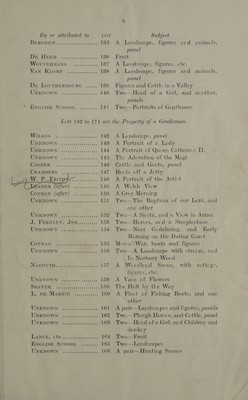 9
By or attributed to LOT Subject
BERGHEM 135 A Landscape, figures and animals, panel
DE HEEM 136 Fruit
WOUVERMANS 137 A Landscape, figures, etc.
VAN KAUMP 138 A Landscape, figures and animals, panel
DE LOUTHERBOURG 139 Figures and Cattle in a Valley
UNKNOWN 140 Two—Head of a Girl, and another, panels
ENGLISH SCHOOL 141 Two—Portraits of Gentlemen
Lots 142 to 171 are the Property of a Gentleman.
WILSON 142 A Landscape, panel
UNKNOWN 143 A Portrait of a Lady
UNKNOWN 144 A Portrait of Queen Catherine II.
UNKNOWN 145 The Adoration of the Magi
COOPER 146 Cattle and Goats, panel
CHAMBERS 147 Boats off a Jetty
W. P. 148 A Portrait of the Artist
LEADER (after) 149 A Welsh View
COTMAN (after) 150 A Grey Morning
UNKNOWN 151 Two—The Baptism of our Lord, and one other
UNKNOWN 152 Two—A Santa, and a View in Arran
J. FERNLEY, JNR. 153 Two—Horses, and a Steeplechase
UNKNOWN 154 Two—Near Godalming, and Early Morning on the Italian Coast
COTMAN 155 Men-o'-War, boats and figures
UNKNOWN 156 Two—A Landscape with stream, and In Norbury Wood
NASMYTH 157 A Woodland Scene, with cottage, figures, etc.
UNKNOWN 158 A Vase of Flowers
SHAYER 159 The Halt by the Way
L. DE MARTIN 160 A Fleet of Fishing Boats, and one other
UNKNOWN 161 A pair—Landscapes and figures, panels
UNKNOWN 162 Two—Plough Horses, and Cattle, panel
UNKNOWN 163 Two—Head of a Girl, and Children, and donkey
LANCE, 164 Two—Fruit
ENGLISH SCHOOL 165 Two—Landscapes
UNKNOWN 166 A pair—Hunting Scenes